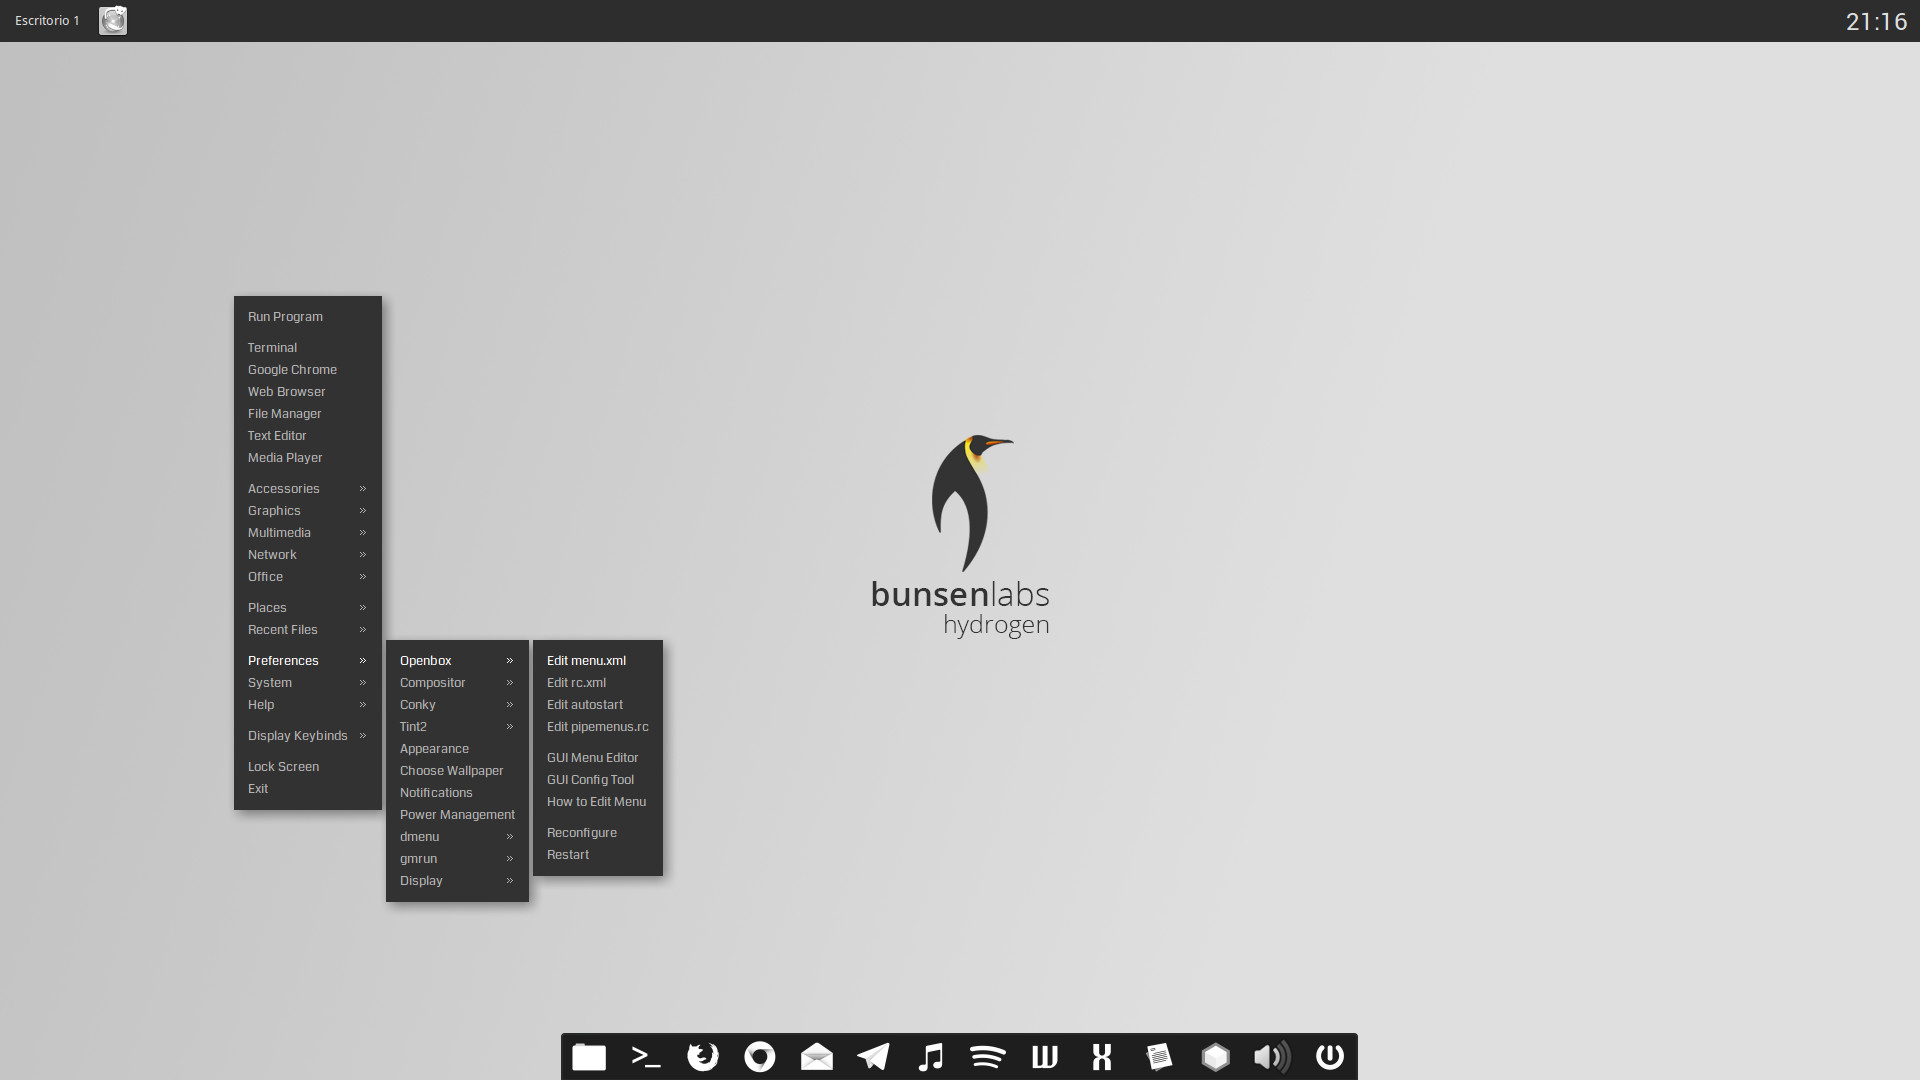 Escritorio 1
21:16
Run Program
Terminal
Google Chrome
Web Browser
File Manager
Text Editor
Media Player
Accessories »
Graphics »
Multimedia »
Network »
Office »
Places »
Recent Files »
Preferences »
System »
Help »
Display Keybinds »
Lock Screen
Exit
Openbox »
Compositor »
Conky »
Tint2 »
Appearance
Choose Wallpaper
Notifications
Power Management
dmenu »
gmrun »
Display »
Edit menu.xml
Edit rc.xml
Edit autostart
Edit pipemenus.rc
GUI Menu Editor
GUI Config Tool
How to Edit Menu
Reconfigure
Restart
bunsenlabs
hydrogen
>_
W
X